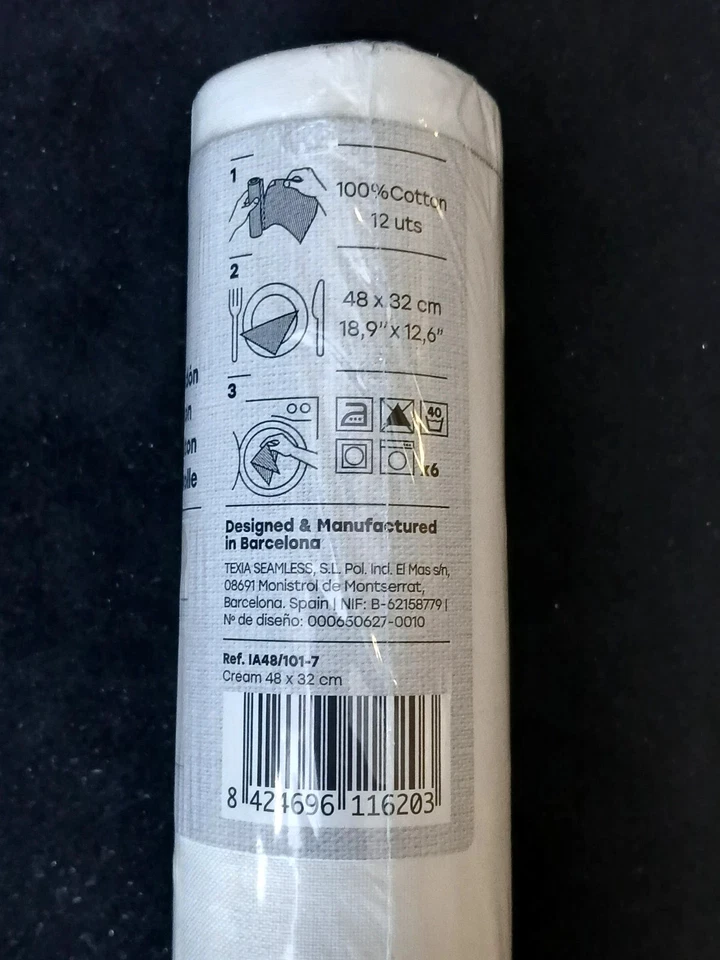 1
100%Cotton
12 uts
2
48 x 32 cm
18,9” x 12,6”
3
40
x6
Designed & Manufactured
in Barcelona
TEXIA SEAMLESS, S.L. Pol. Ind. El Mas s/n,
08691 Monistrol de Montserrat,
Barcelona. Spain | NIF: B-62158779 |
Nº de diseño: 000650627-0010
Ref. IA48/101-7
Cream 48 x 32 cm
8 424696 116203